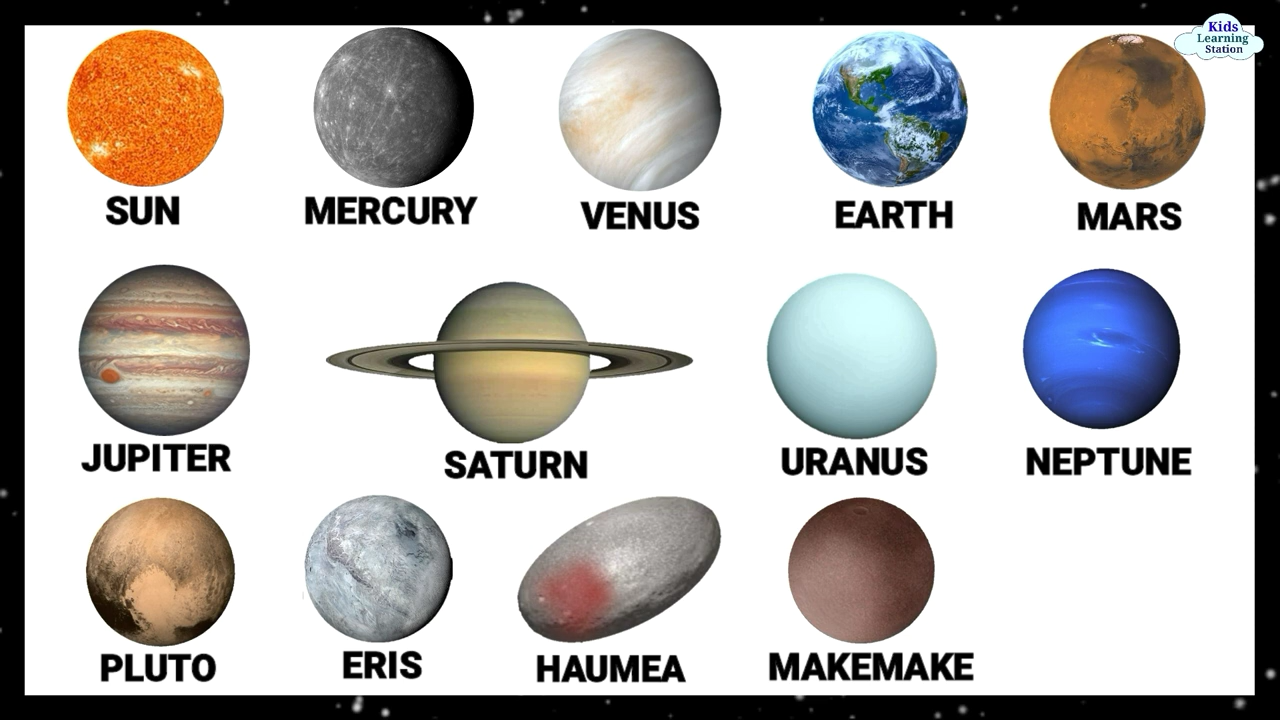 Kids
Learning
Station
SUN
MERCURY
VENUS
EARTH
MARS
JUPITER
SATURN
URANUS
NEPTUNE
PLUTO
ERIS
HAUMEA
MAKEMAKE